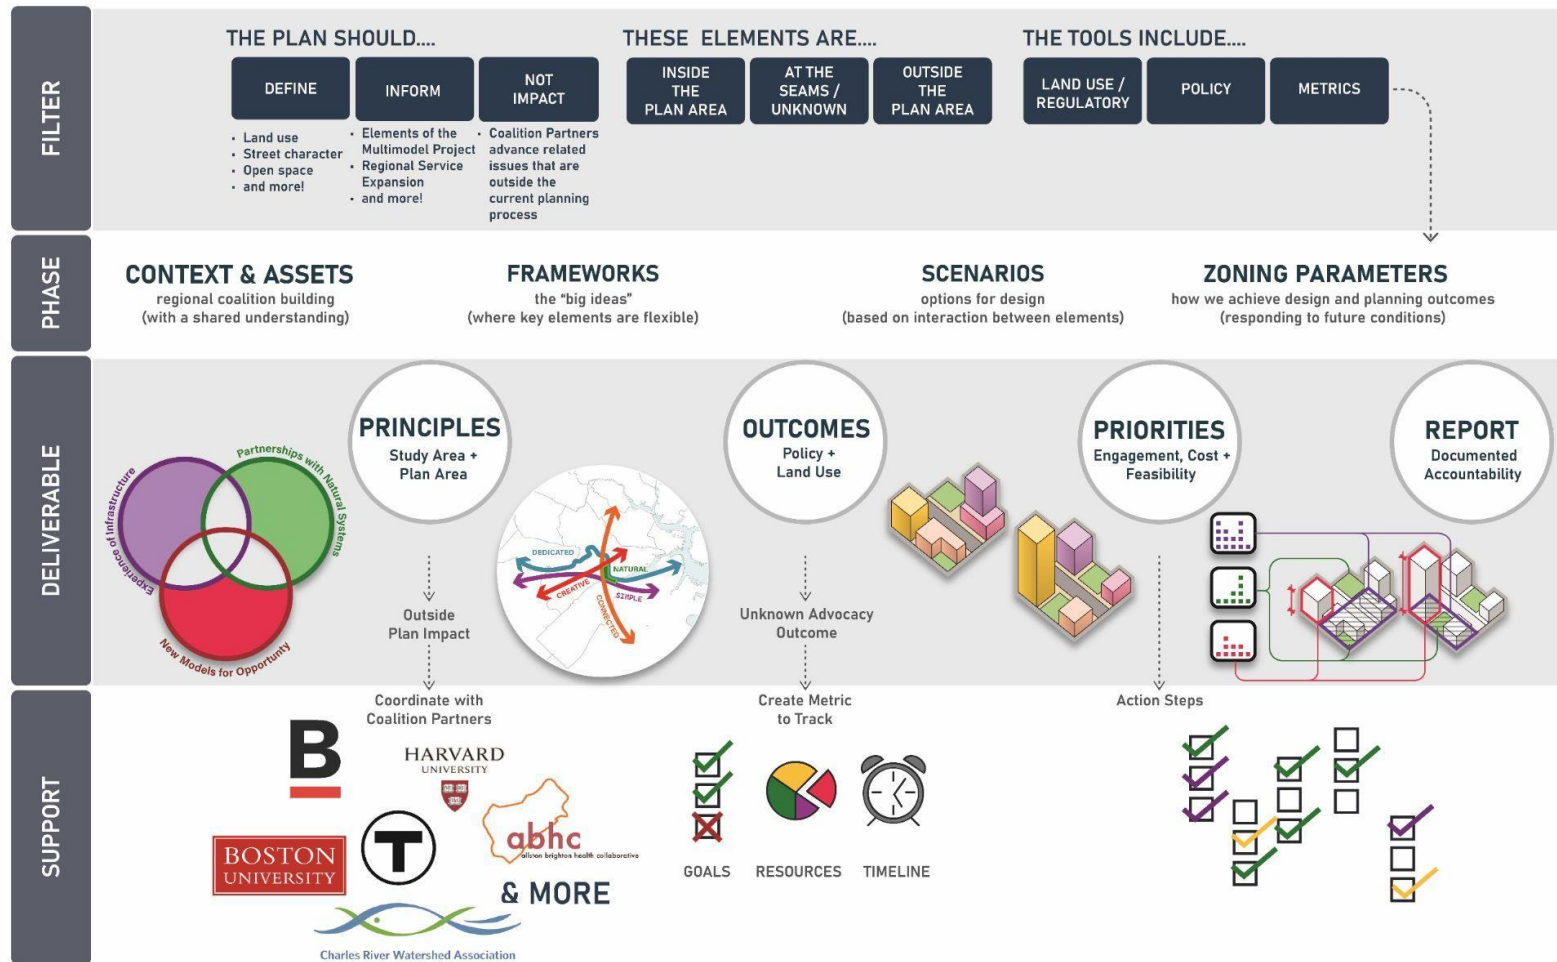 FILTER
THE PLAN SHOULD....
DEFINE
INFORM
NOT
IMPACT
• Land use
• Street character
• Open space
• and more!
• Elements of the
Multimodel Project
• Regional Service
Expansion
• and more!
• Coalition Partners
advance related
issues that are
outside the
current planning
process
THESE ELEMENTS ARE....
INSIDE
THE
PLAN AREA
AT THE
SEAMS /
UNKNOWN
OUTSIDE
THE
PLAN AREA
THE TOOLS INCLUDE....
LAND USE /
REGULATORY
POLICY
METRICS
PHASE
CONTEXT & ASSETS
regional coalition building
(with a shared understanding)
FRAMEWORKS
the "big ideas"
(where key elements are flexible)
SCENARIOS
options for design
(based on interaction between elements)
ZONING PARAMETERS
how we achieve design and planning outcomes
(responding to future conditions)
DELIVERABLE
Experience of Infrastructure
Partnerships with Natural Systems
New Models for Opportunty
PRINCIPLES
Study Area +
Plan Area
Outside
Plan Impact
DEDICATED
NATURAL
CREATIVE
SIMPLE
CONNECTED
OUTCOMES
Policy +
Land Use
Unknown Advocacy
Outcome
PRIORITIES
Engagement, Cost +
Feasibility
REPORT
Documented
Accountability
SUPPORT
Coordinate with
Coalition Partners
B
HARVARD
UNIVERSITY
BOSTON
UNIVERSITY
T
abhc
allston brighton health collaborative
& MORE
Charles River Watershed Association
Create Metric
to Track
GOALS
RESOURCES
TIMELINE
Action Steps